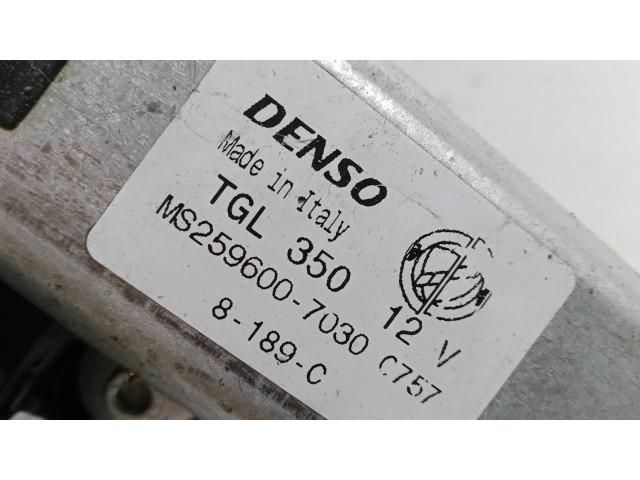 DENSO
Made in Italy
TGL 350 12 V
MS259600-7030 C757
8-189-C